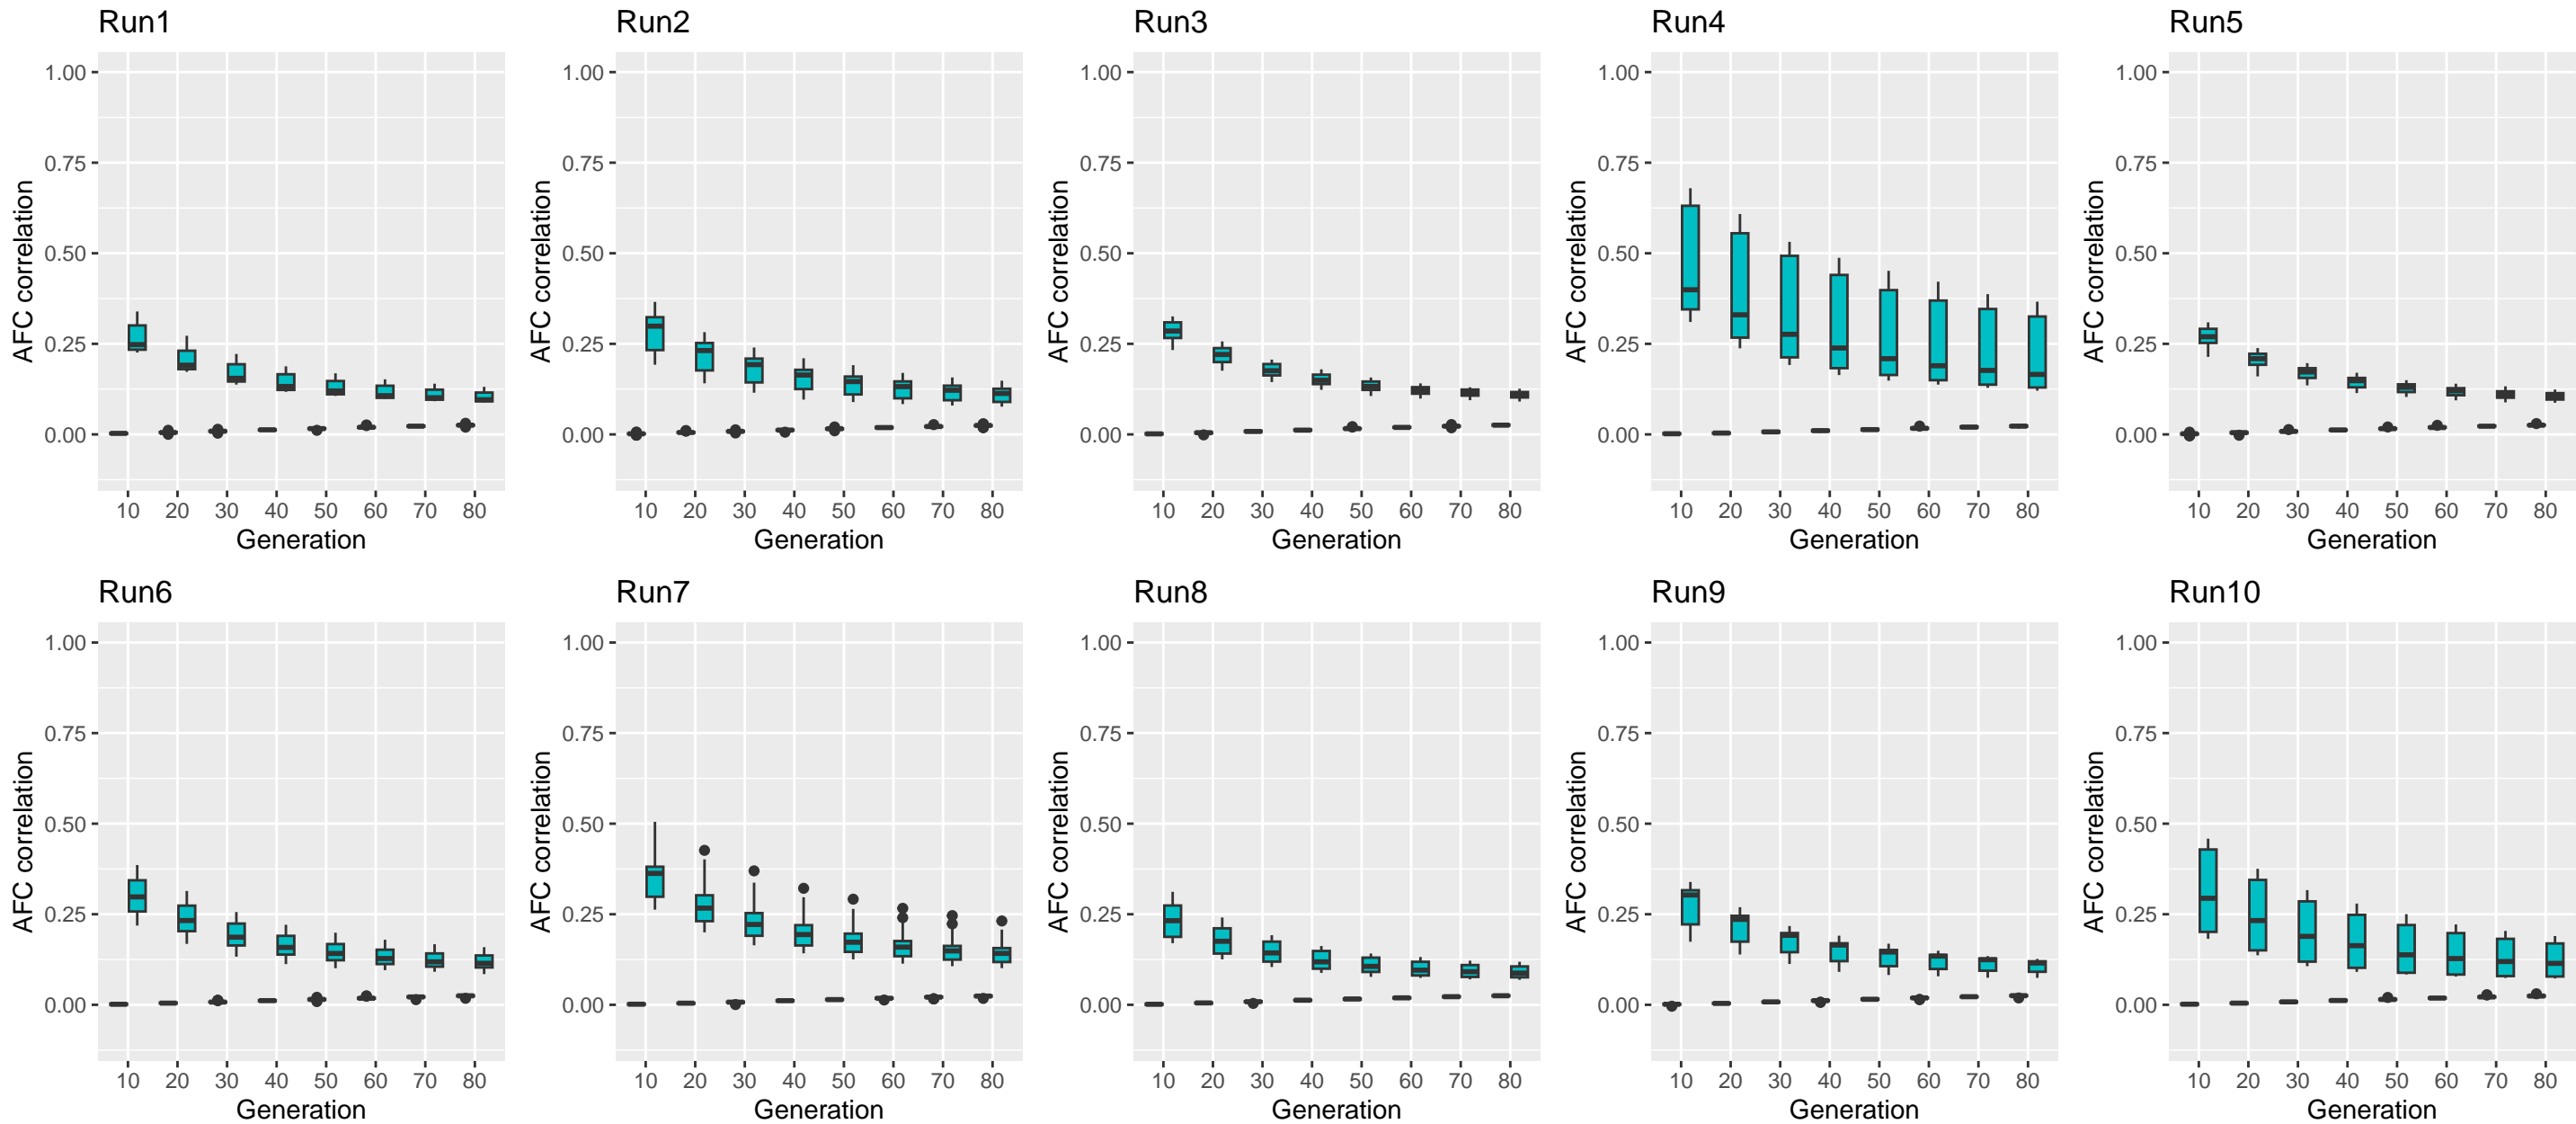 Run1 Run2 Run3 Run4 Run5
1.00 1.00 1.00 1.00 1.00
0.75 0.75 0.75 0.75 0.75
0.50 0.50 0.50 0.50 0.50
0.25 0.25 0.25 0.25 0.25
0.00 0.00 0.00 0.00 0.00
AFC correlation AFC correlation AFC correlation AFC correlation AFC correlation
10 20 30 40 50 60 70 80 10 20 30 40 50 60 70 80 10 20 30 40 50 60 70 80 10 20 30 40 50 60 70 80 10 20 30 40 50 60 70 80
Generation Generation Generation Generation Generation
Run6 Run7 Run8 Run9 Run10
1.00 1.00 1.00 1.00 1.00
0.75 0.75 0.75 0.75 0.75
0.50 0.50 0.50 0.50 0.50
0.25 0.25 0.25 0.25 0.25
0.00 0.00 0.00 0.00 0.00
AFC correlation AFC correlation AFC correlation AFC correlation AFC correlation
10 20 30 40 50 60 70 80 10 20 30 40 50 60 70 80 10 20 30 40 50 60 70 80 10 20 30 40 50 60 70 80 10 20 30 40 50 60 70 80
Generation Generation Generation Generation Generation